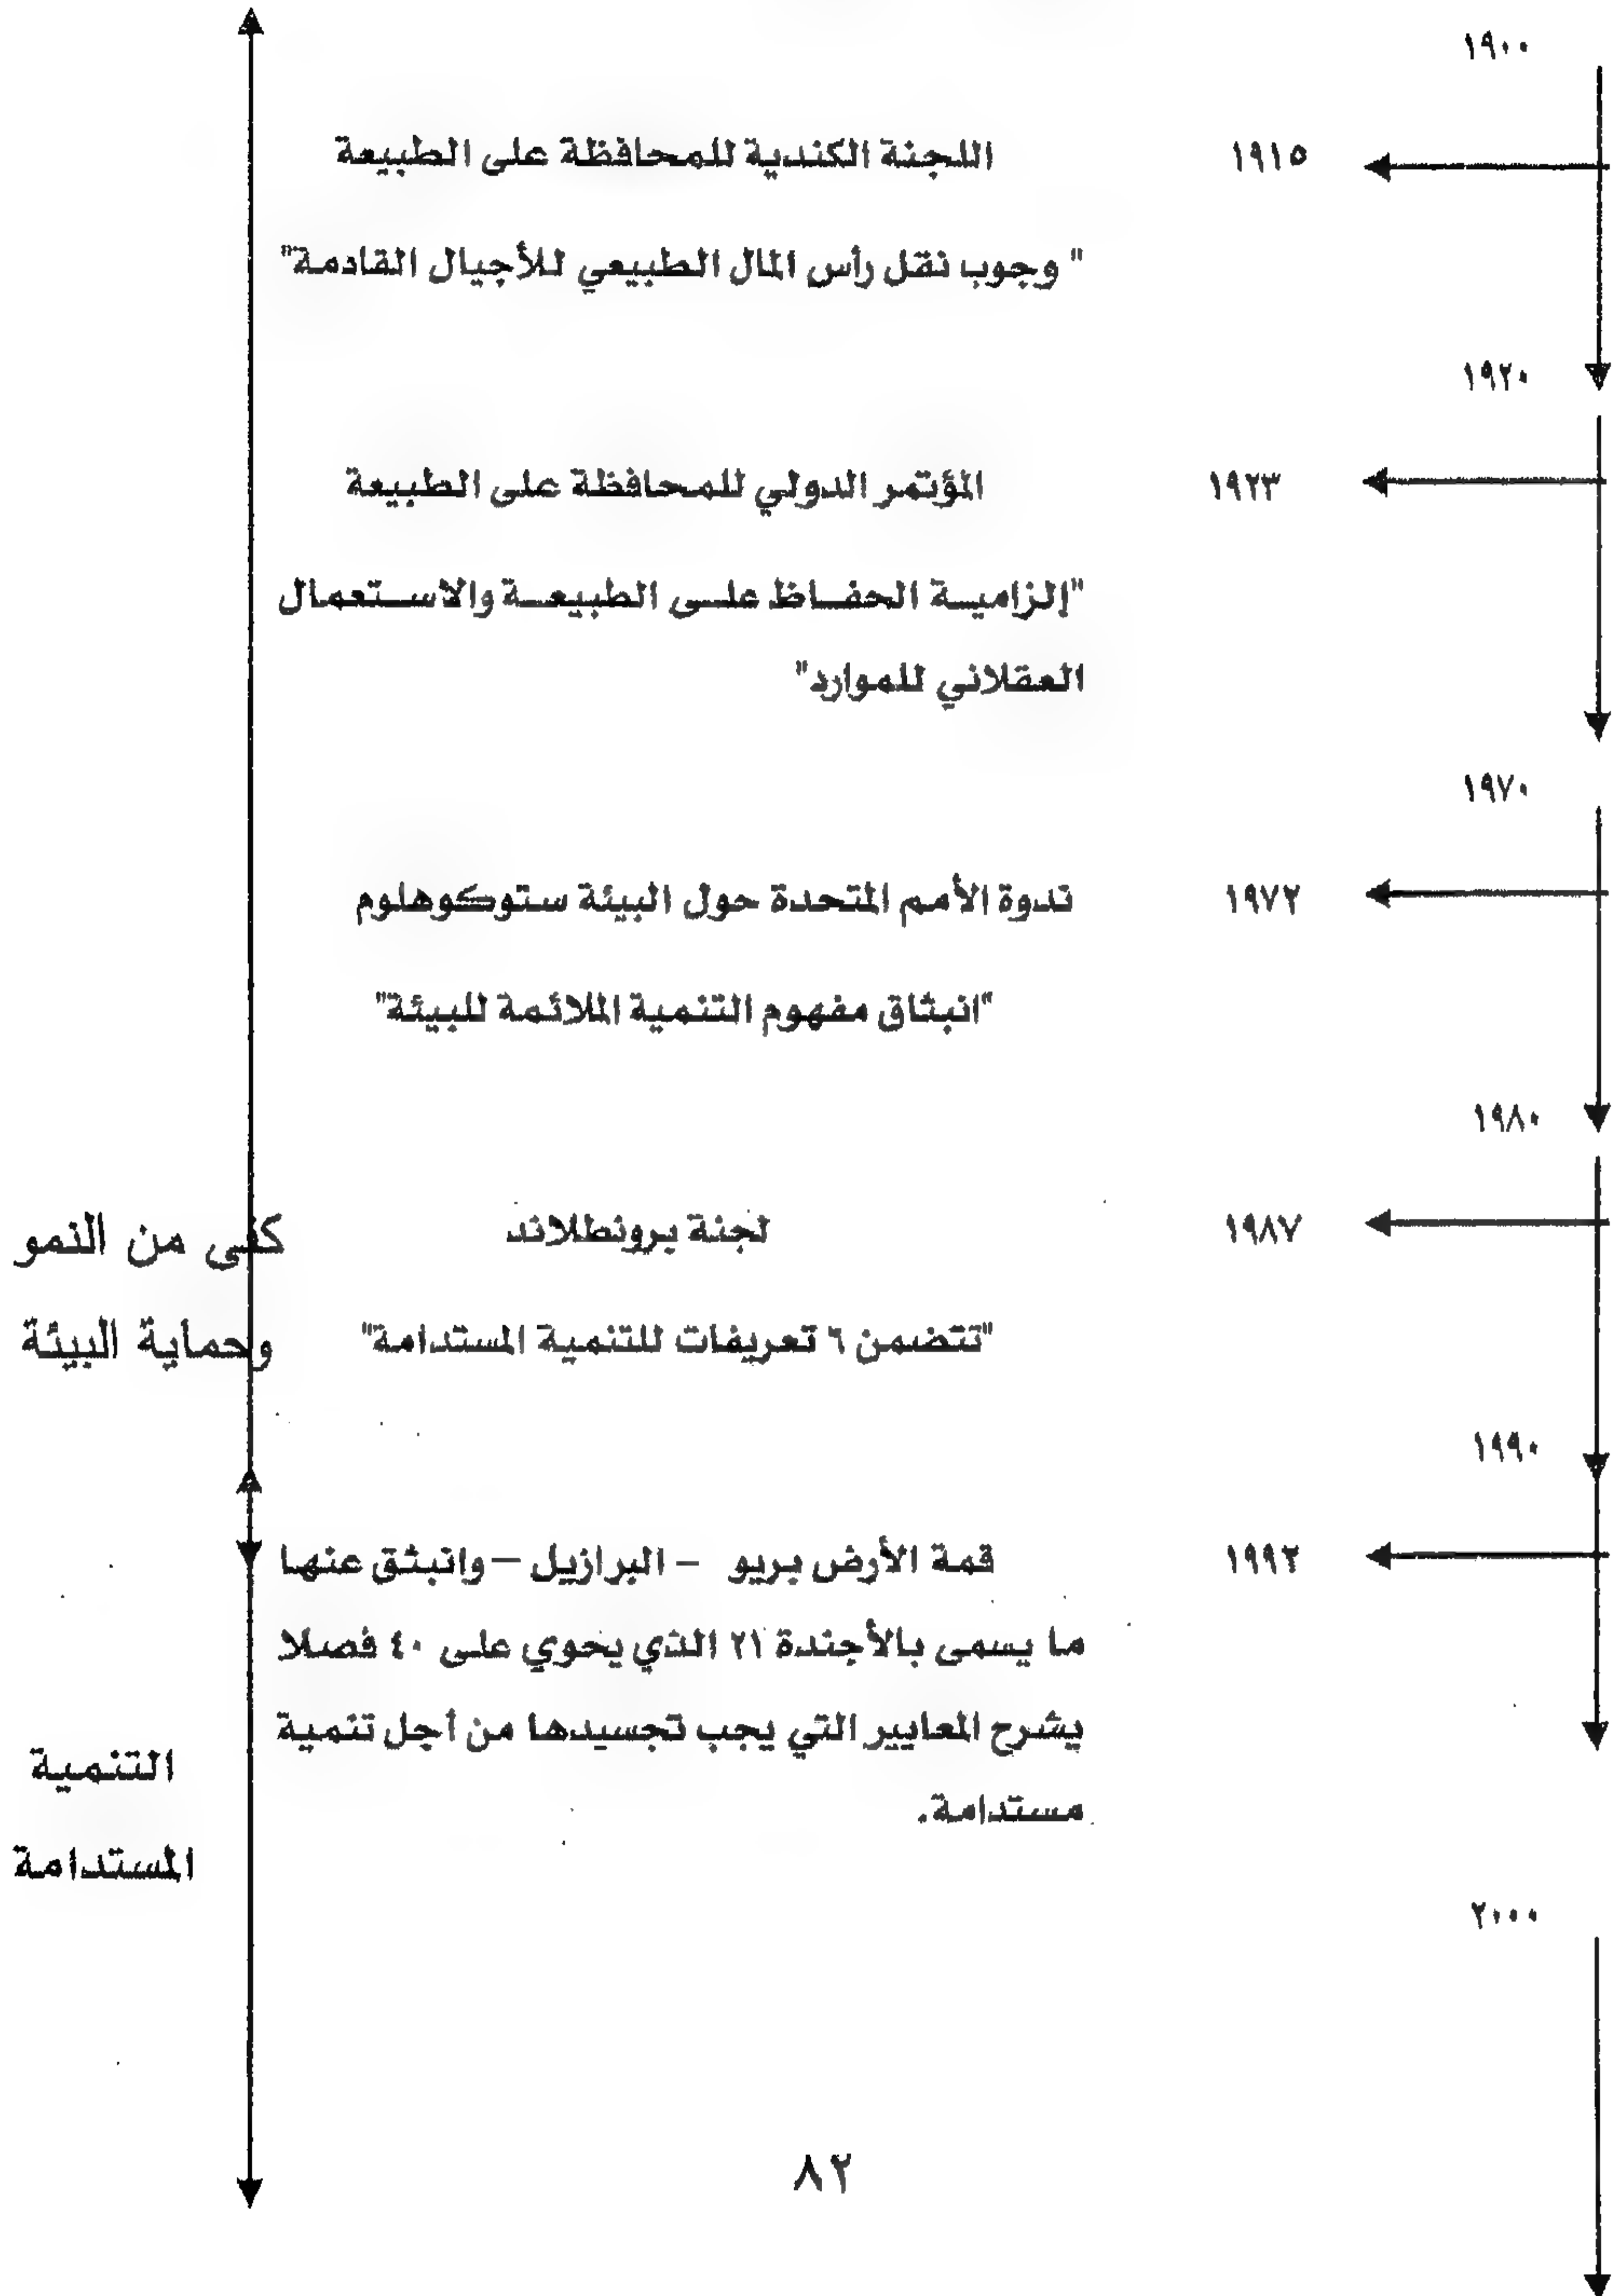 ١٩٠٠
١٩١٥ اللجنة الكندية للمحافظة على الطبيعة
" وجوب نقل رأس المال الطبيعي للأجيال القادمة"
١٩٢٠
١٩٢٣ المؤتمر الدولي للمحافظة على الطبيعة
"إلزامية الحفاظ على الطبيعة والاستعمال
العقلاني للموارد"
١٩٧٠
١٩٧٢ ندوة الأمم المتحدة حول البيئة ستوكوهلوم
"انبثاق مفهوم التنمية الملائمة للبيئة"
١٩٨٠
١٩٨٧ لجنة برونطلاند
"تتضمن ٦ تعريفات للتنمية المستدامة"
كفى من النمو
وحماية البيئة
١٩٩٠
١٩٩٢ قمة الأرض بريو – البرازيل – وانبثق عنها
ما يسمى بالأجندة ٢١ الذي يحوي على ٤٠ فصلا
يشرح المعايير التي يجب تجسيدها من أجل تنمية
مستدامة.
التنمية
المستدامة
٢٠٠٠
٨٢